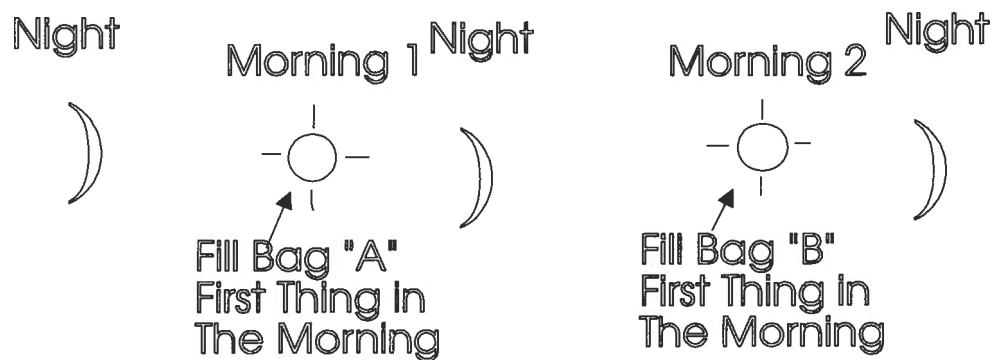 Night
Morning 1
Night
Morning 2
Night
Fill Bag "A"
First Thing in
The Morning
Fill Bag "B"
First Thing in
The Morning